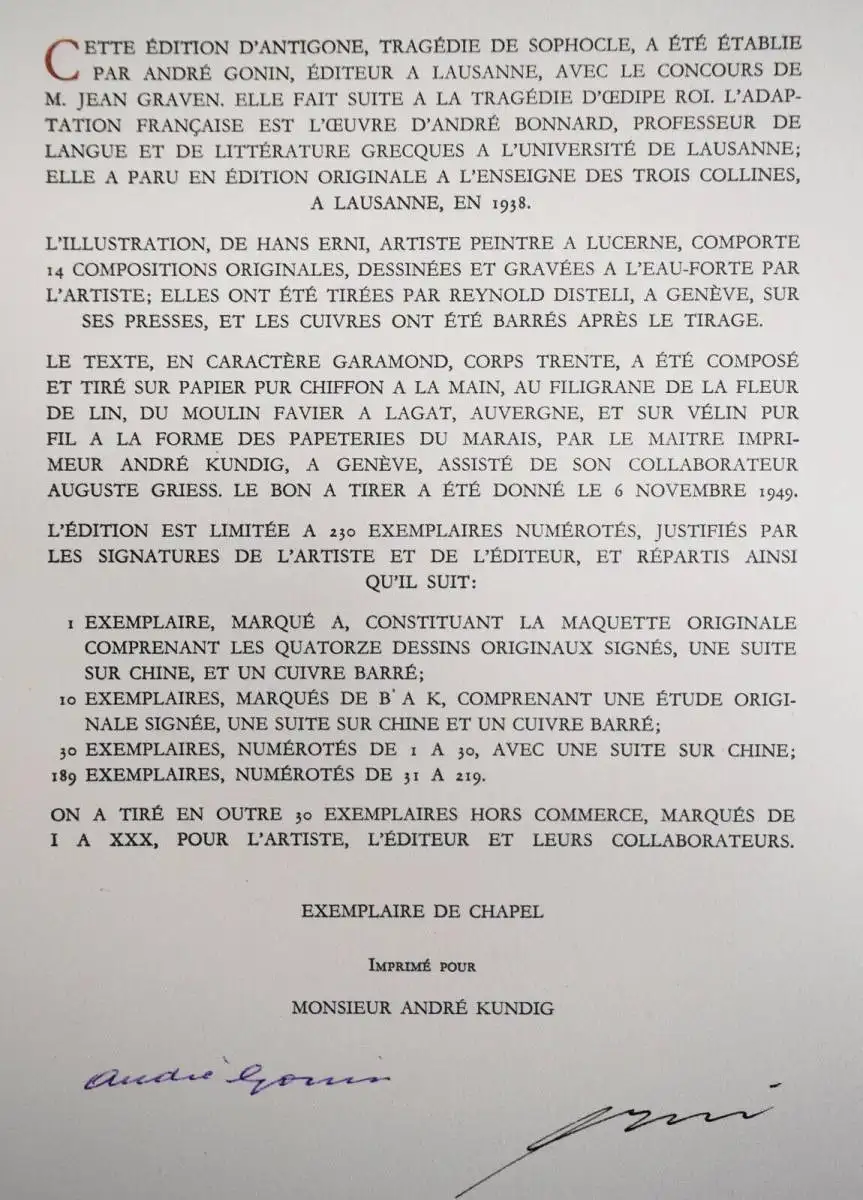 CETTE ÉDITION D'ANTIGONE, TRAGÉDIE DE SOPHOCLE, A ÉTÉ ÉTABLIE
PAR ANDRÉ GONIN, ÉDITEUR A LAUSANNE, AVEC LE CONCOURS DE
M. JEAN GRAVEN. ELLE FAIT SUITE A LA TRAGÉDIE D'ŒDIPE ROI. L'ADAP-
TATION FRANÇAISE EST L'ŒUVRE D'ANDRÉ BONNARD, PROFESSEUR DE
LANGUE ET DE LITTÉRATURE GRECQUES A L'UNIVERSITÉ DE LAUSANNE;
ELLE A PARU EN ÉDITION ORIGINALE A L'ENSEIGNE DES TROIS COLLINES,
A LAUSANNE, EN 1938.
L'ILLUSTRATION, DE HANS ERNI, ARTISTE PEINTRE A LUCERNE, COMPORTE
14 COMPOSITIONS ORIGINALES, DESSINÉES ET GRAVÉES A L'EAU-FORTE PAR
L'ARTISTE; ELLES ONT ÉTÉ TIRÉES PAR REYNOLD DISTELI, A GENÈVE, SUR
SES PRESSES, ET LES CUIVRES ONT ÉTÉ BARRÉS APRÈS LE TIRAGE.
LE TEXTE, EN CARACTÈRE GARAMOND, CORPS TRENTE, A ÉTÉ COMPOSÉ
ET TIRÉ SUR PAPIER PUR CHIFFON A LA MAIN, AU FILIGRANE DE LA FLEUR
DE LIN, DU MOULIN FAVIER A LAGAT, AUVERGNE, ET SUR VÉLIN PUR
FIL A LA FORME DES PAPETERIES DU MARAIS, PAR LE MAITRE IMPRI-
MEUR ANDRÉ KUNDIG, A GENÈVE, ASSISTÉ DE SON COLLABORATEUR
AUGUSTE GRIESS. LE BON A TIRER A ÉTÉ DONNÉ LE 6 NOVEMBRE 1949.
L'ÉDITION EST LIMITÉE A 230 EXEMPLAIRES NUMÉROTÉS, JUSTIFIÉS PAR
LES SIGNATURES DE L'ARTISTE ET DE L'ÉDITEUR, ET RÉPARTIS AINSI
QU'IL SUIT:
1 EXEMPLAIRE, MARQUÉ A, CONSTITUANT LA MAQUETTE ORIGINALE
COMPRENANT LES QUATORZE DESSINS ORIGINAUX SIGNÉS, UNE SUITE
SUR CHINE, ET UN CUIVRE BARRÉ;
10 EXEMPLAIRES, MARQUÉS DE B A K, COMPRENANT UNE ÉTUDE ORIGI-
NALE SIGNÉE, UNE SUITE SUR CHINE ET UN CUIVRE BARRÉ;
30 EXEMPLAIRES, NUMÉROTÉS DE 1 A 30, AVEC UNE SUITE SUR CHINE;
189 EXEMPLAIRES, NUMÉROTÉS DE 31 A 219.
ON A TIRÉ EN OUTRE 30 EXEMPLAIRES HORS COMMERCE, MARQUÉS DE
I A XXX, POUR L'ARTISTE, L'ÉDITEUR ET LEURS COLLABORATEURS.
EXEMPLAIRE DE CHAPEL
IMPRIMÉ POUR
MONSIEUR ANDRÉ KUNDIG
André Gonin
erni